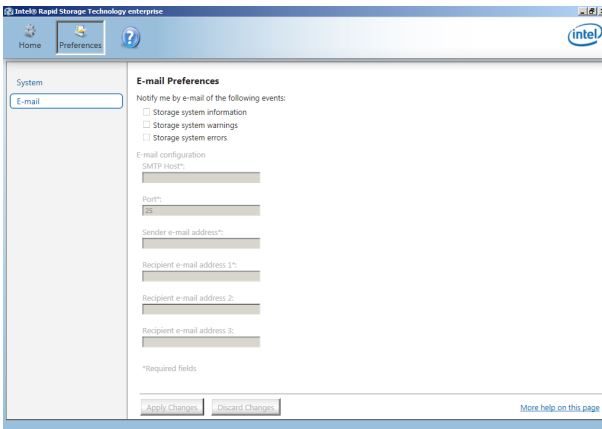 Intel® Rapid Storage Technology enterprise
Home
Preferences
?
intel
System
E-mail
E-mail Preferences
Notify me by e-mail of the following events:
Storage system information
Storage system warnings
Storage system errors
E-mail configuration
SMTP Host*:
Port*:
25
Sender e-mail address*:
Recipient e-mail address 1*:
Recipient e-mail address 2:
Recipient e-mail address 3:
*Required fields
Apply Changes
Discard Changes
More help on this page